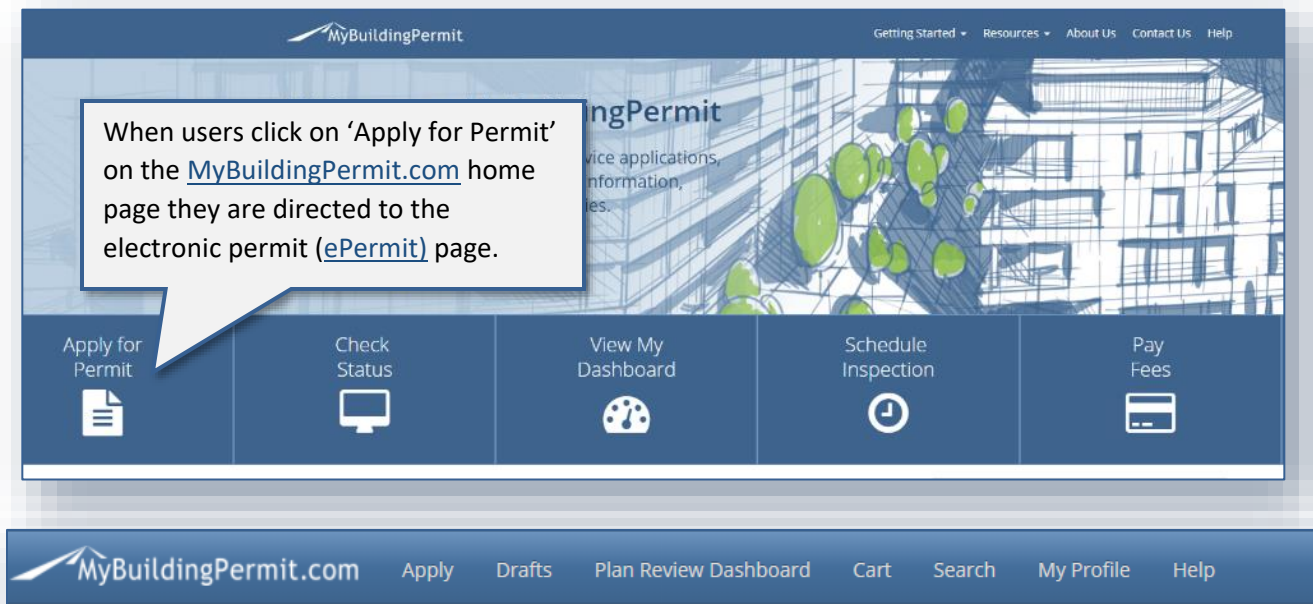 MyBuildingPermit
Getting Started Resources About Us Contact Us Help
ingPermit
vice applications,
nformation,
ies.
When users click on ‘Apply for Permit’
on the MyBuildingPermit.com home
page they are directed to the
electronic permit (ePermit) page.
Apply for
Permit
Check
Status
View My
Dashboard
Schedule
Inspection
Pay
Fees
MyBuildingPermit.com Apply Drafts Plan Review Dashboard Cart Search My Profile Help